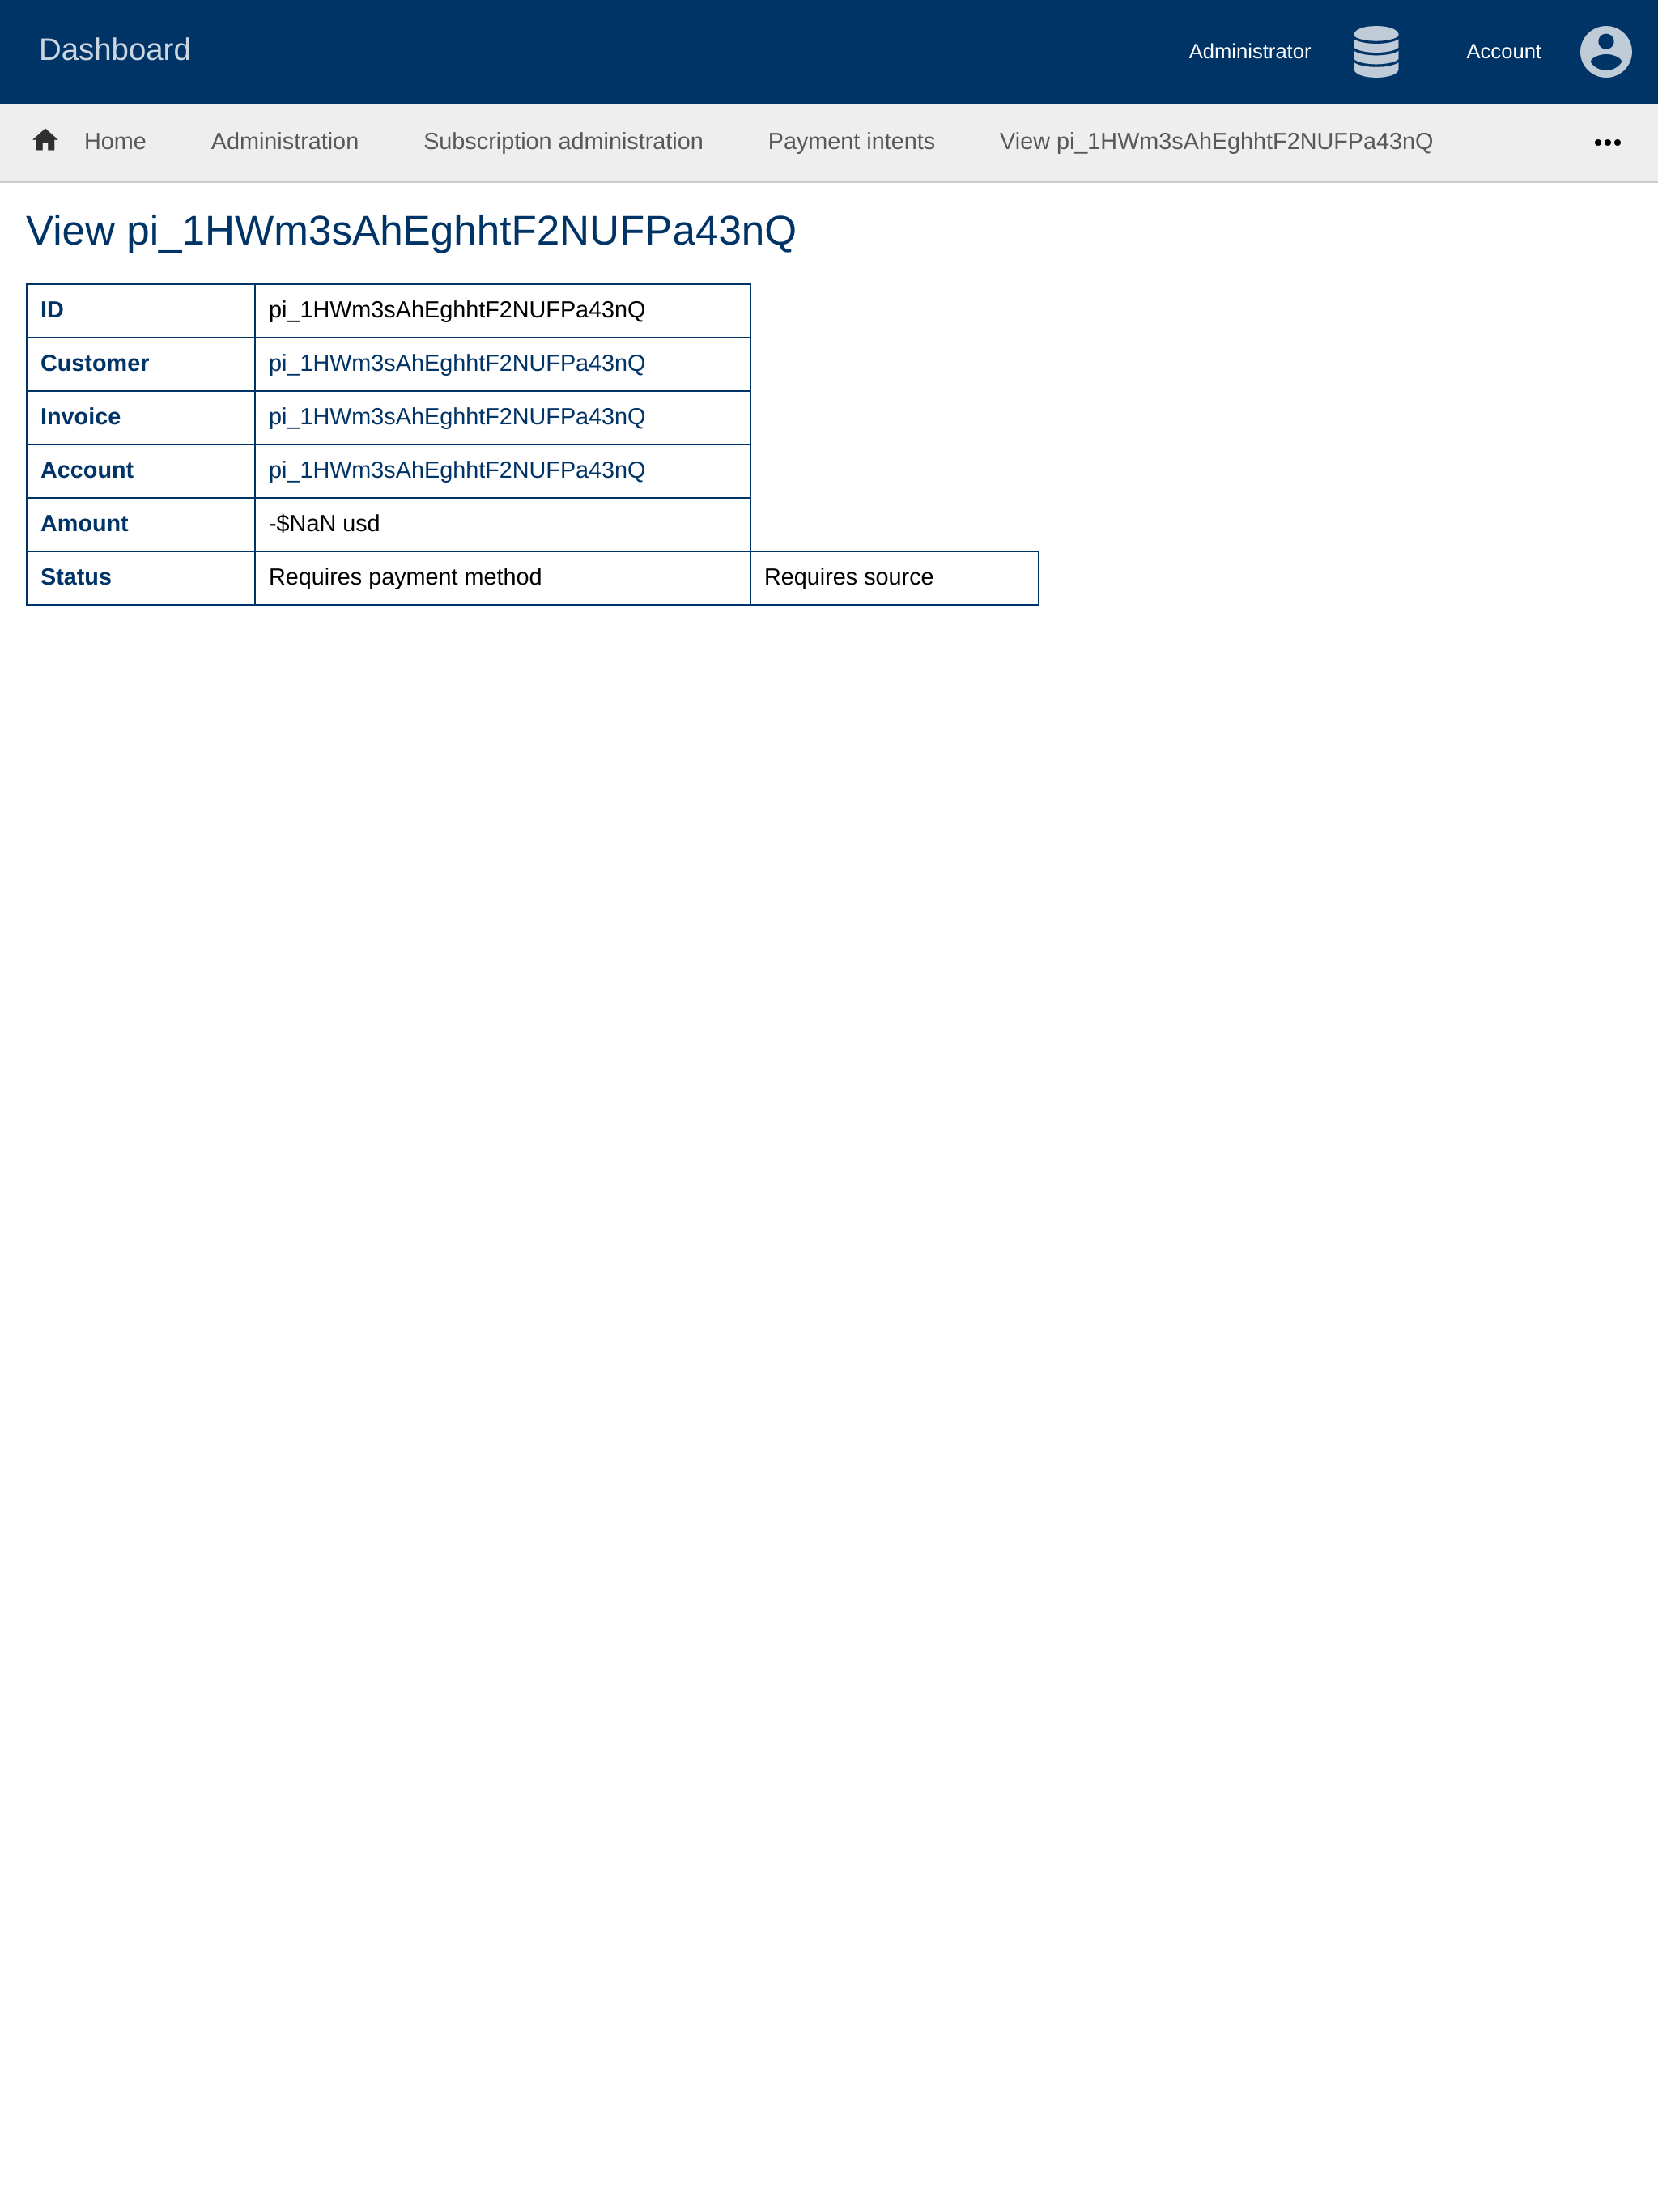 Dashboard Administrator Account
Home Administration Subscription administration Payment intents View pi_1HWm3sAhEghhtF2NUFPa43nQ •••
View pi_1HWm3sAhEghhtF2NUFPa43nQ
ID pi_1HWm3sAhEghhtF2NUFPa43nQ
Customer pi_1HWm3sAhEghhtF2NUFPa43nQ
Invoice pi_1HWm3sAhEghhtF2NUFPa43nQ
Account pi_1HWm3sAhEghhtF2NUFPa43nQ
Amount -$NaN usd
Status Requires payment method Requires source